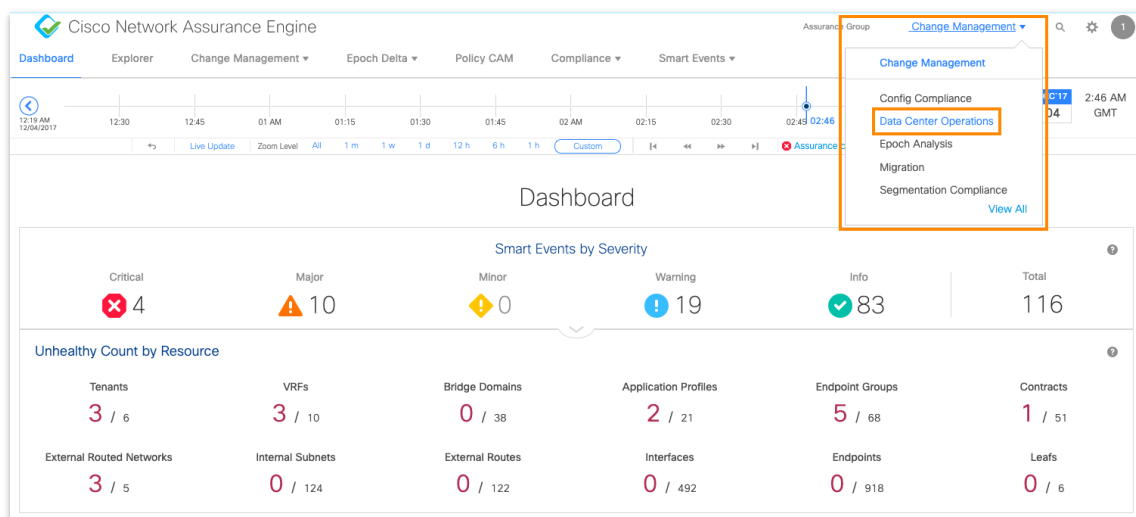 Cisco Network Assurance Engine
Assurance Group
Change Management
1
Dashboard
Explorer
Change Management
Epoch Delta
Policy CAM
Compliance
Smart Events
Change Management
Config Compliance
Data Center Operations
Epoch Analysis
Migration
Segmentation Compliance
View All
12:19 AM
12/04/2017
12:30
12:45
01 AM
01:15
01:30
01:45
02 AM
02:15
02:30
02:45
02:46
C'17
04
2:46 AM
GMT
Live Update
Zoom Level
All
1 m
1 w
1 d
12 h
6 h
1 h
Custom
Assurance
Dashboard
Smart Events by Severity
Critical
4
Major
10
Minor
0
Warning
19
Info
83
Total
116
Unhealthy Count by Resource
Tenants
3 / 6
VRFs
3 / 10
Bridge Domains
0 / 38
Application Profiles
2 / 21
Endpoint Groups
5 / 68
Contracts
1 / 51
External Routed Networks
3 / 5
Internal Subnets
0 / 124
External Routes
0 / 122
Interfaces
0 / 492
Endpoints
0 / 918
Leafs
0 / 6